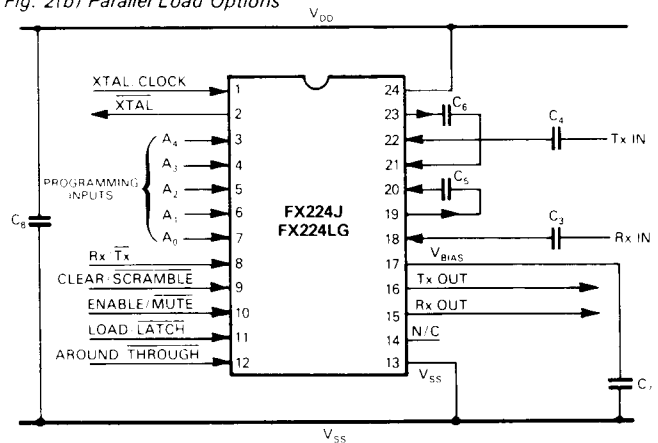 Fig. 2(b) Parallel Load Options
V_DD
XTAL/CLOCK 1
XTAL 2
A₄ 3
A₃ 4
PROGRAMMING INPUTS
A₂ 5
A₁ 6
A₀ 7
Rx/Tx 8
CLEAR/SCRAMBLE 9
ENABLE/MUTE 10
LOAD/LATCH 11
AROUND THROUGH 12
C₈
FX224J
FX224LG
24
23 C₆
22 C₄ Tx IN
21
20 C₅
19
18 C₃ Rx IN
17 V_BIAS
16 Tx OUT
15 Rx OUT
14 N/C
13 V_SS
C₇
V_SS